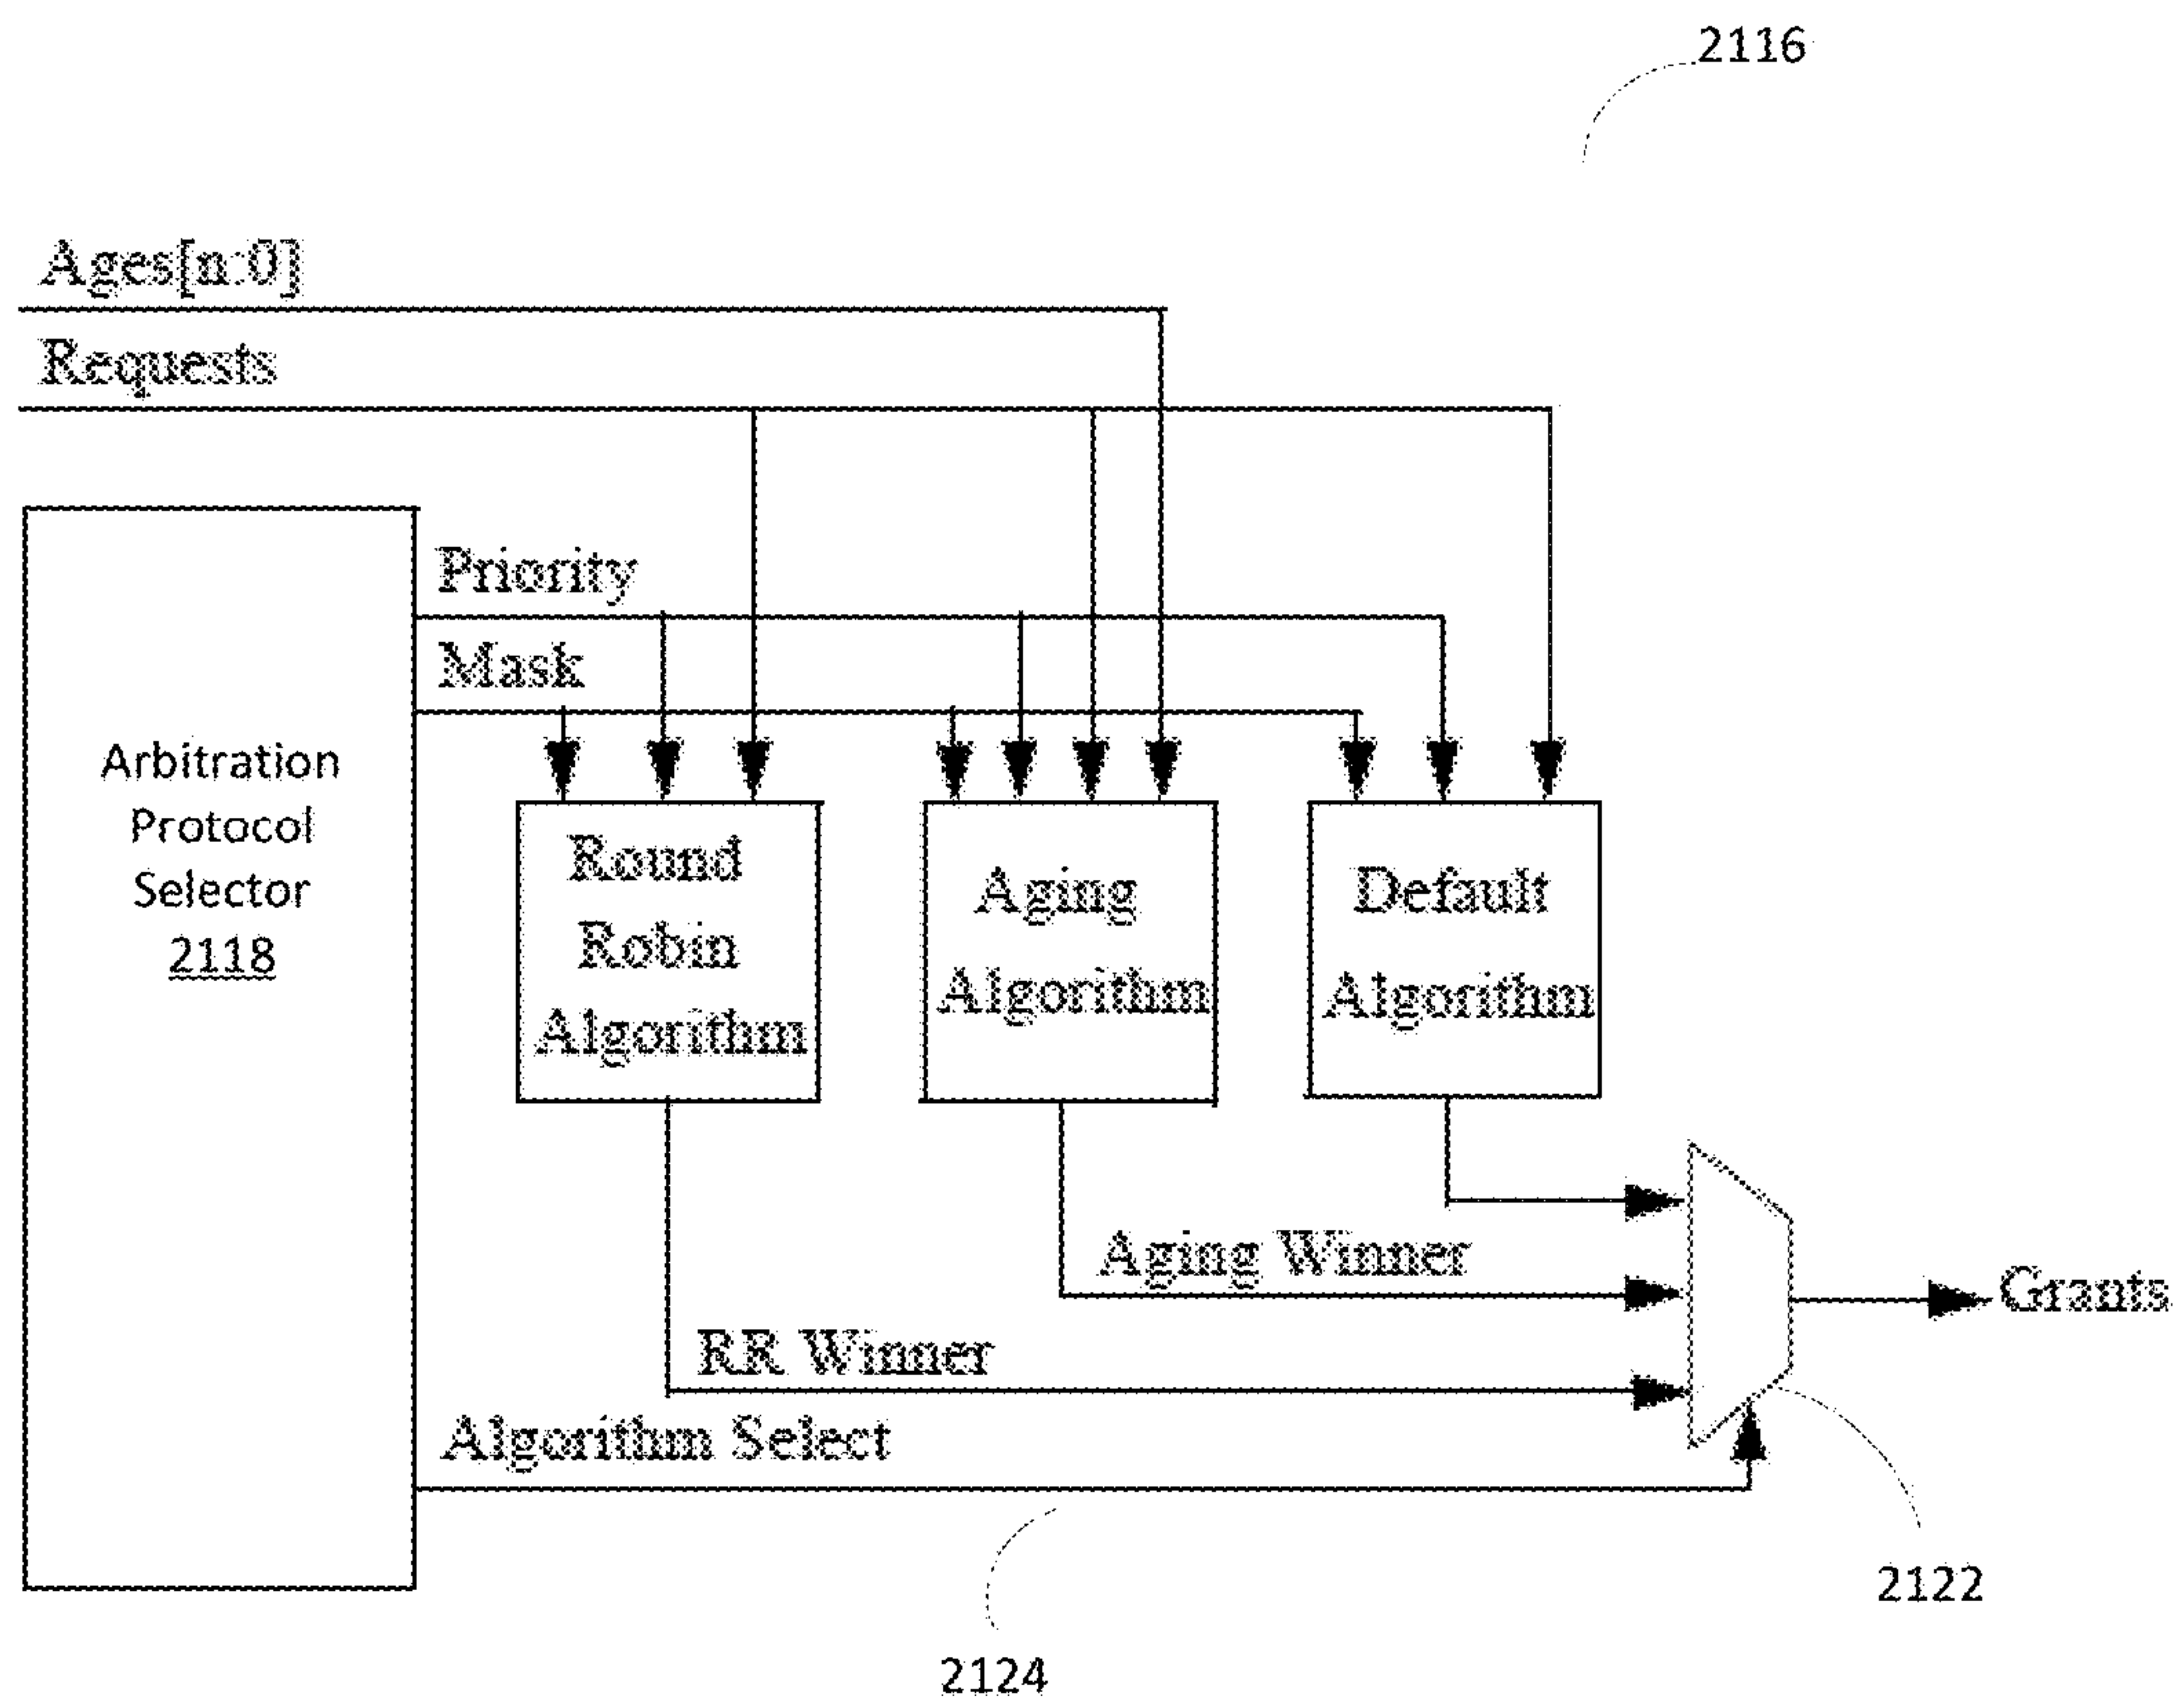 2116
Ages[n:0]
Requests
Priority
Mask
Arbitration
Protocol
Selector
2118
Round
Robin
Algorithm
Aging
Algorithm
Default
Algorithm
Aging Winner
Grants
RR Winner
Algorithm Select
2122
2124